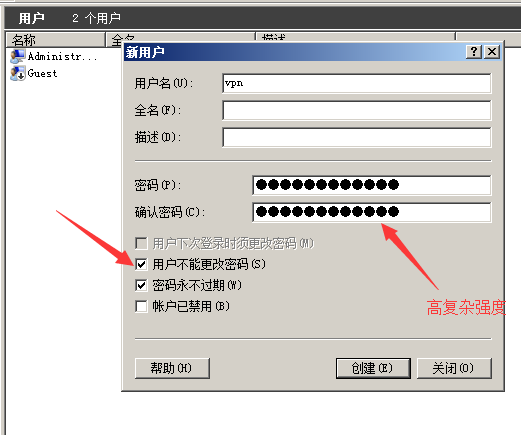 用户 2 个用户
名称 全名 描述
Administr...
Guest
新用户
用户名(U):
vpn
全名(F):
描述(D):
密码(P):
确认密码(C):
用户下次登录时须更改密码(M)
用户不能更改密码(S)
密码永不过期(W)
帐户已禁用(B)
高复杂强度
帮助(H) 创建(E) 关闭(O)